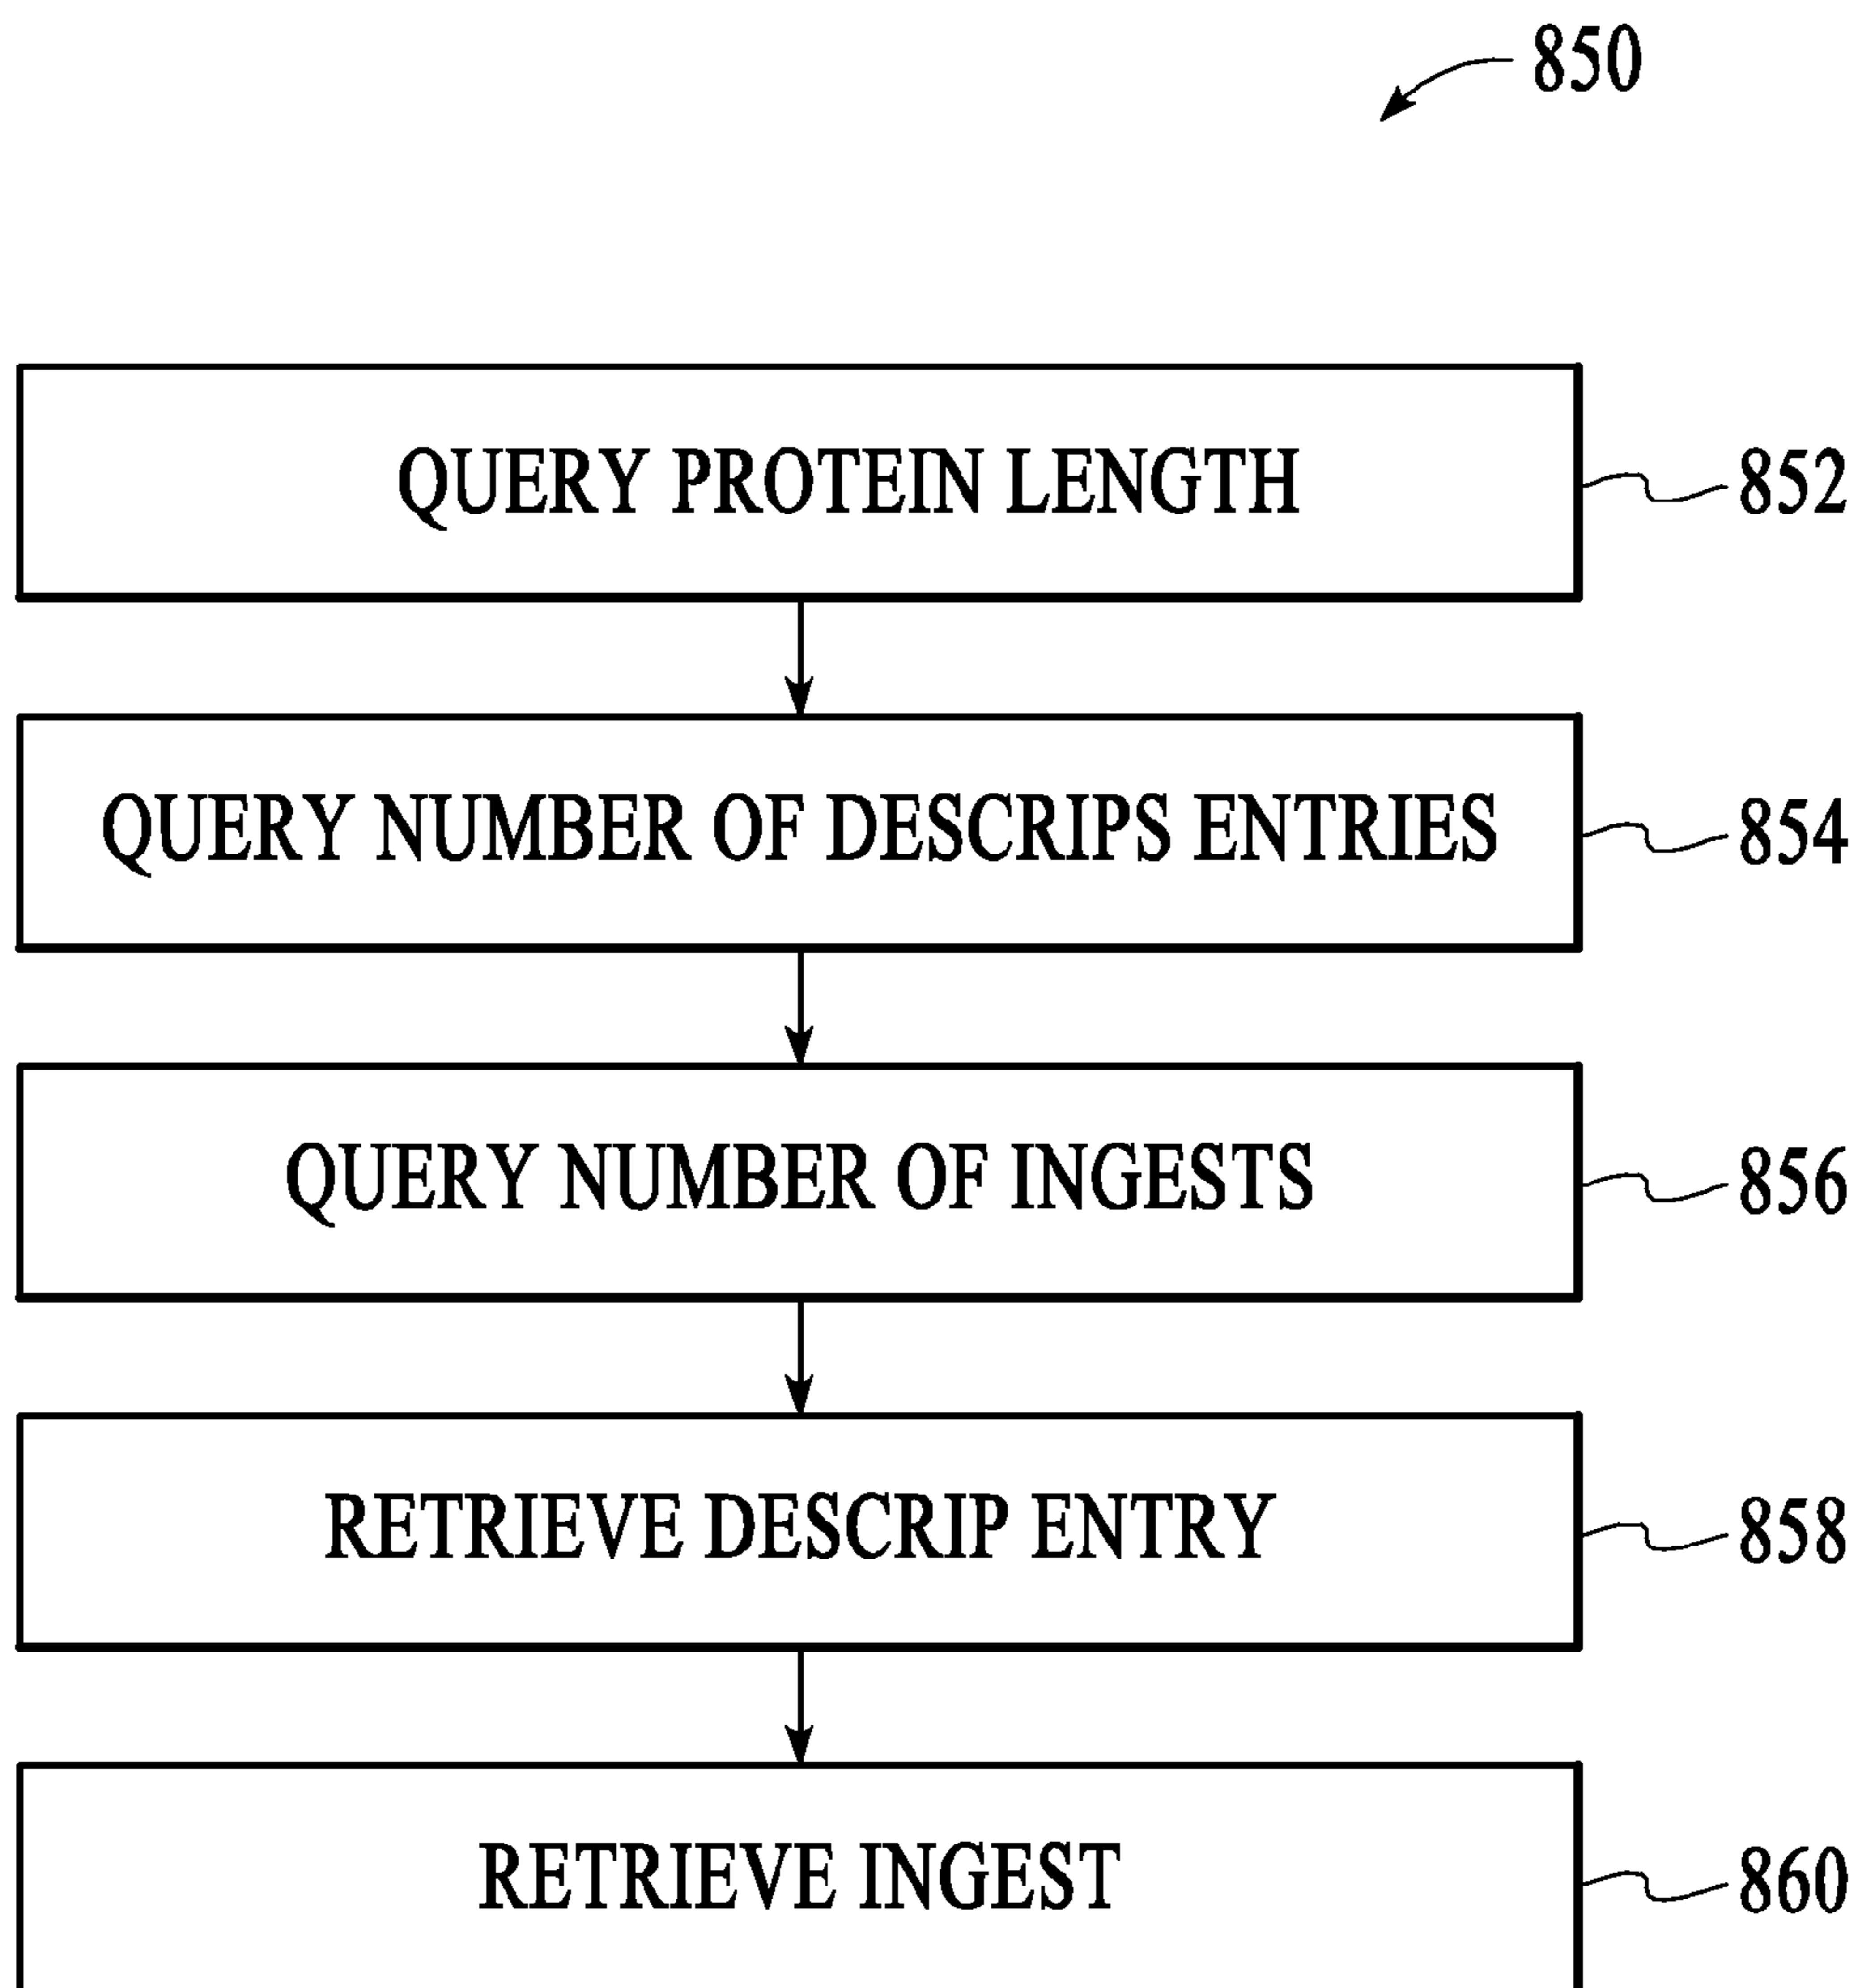 850
QUERY PROTEIN LENGTH
852
QUERY NUMBER OF DESCRIPS ENTRIES
854
QUERY NUMBER OF INGESTS
856
RETRIEVE DESCRIP ENTRY
858
RETRIEVE INGEST
860